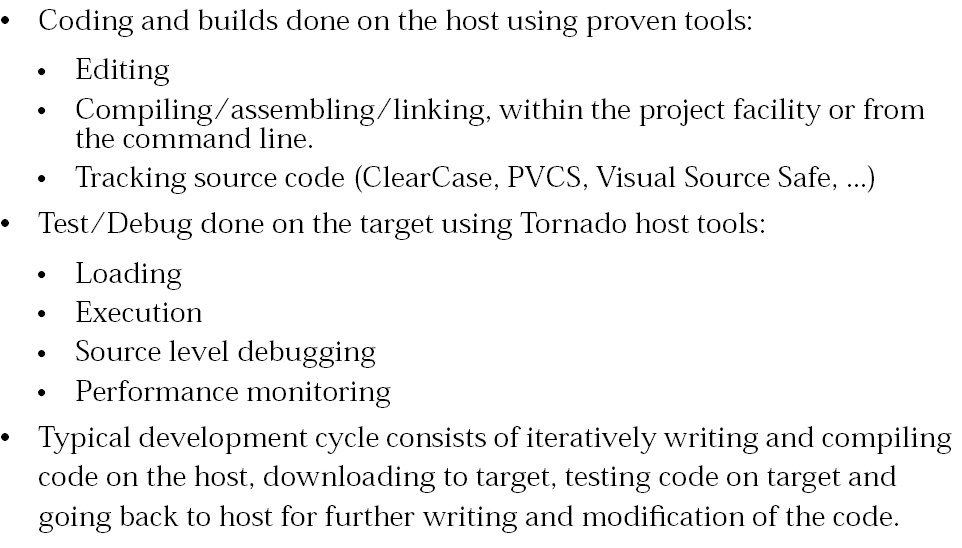 • Coding and builds done on the host using proven tools:
• Editing
• Compiling/assembling/linking, within the project facility or from
the command line.
• Tracking source code (ClearCase, PVCS, Visual Source Safe, ...)
• Test/Debug done on the target using Tornado host tools:
• Loading
• Execution
• Source level debugging
• Performance monitoring
• Typical development cycle consists of iteratively writing and compiling
code on the host, downloading to target, testing code on target and
going back to host for further writing and modification of the code.